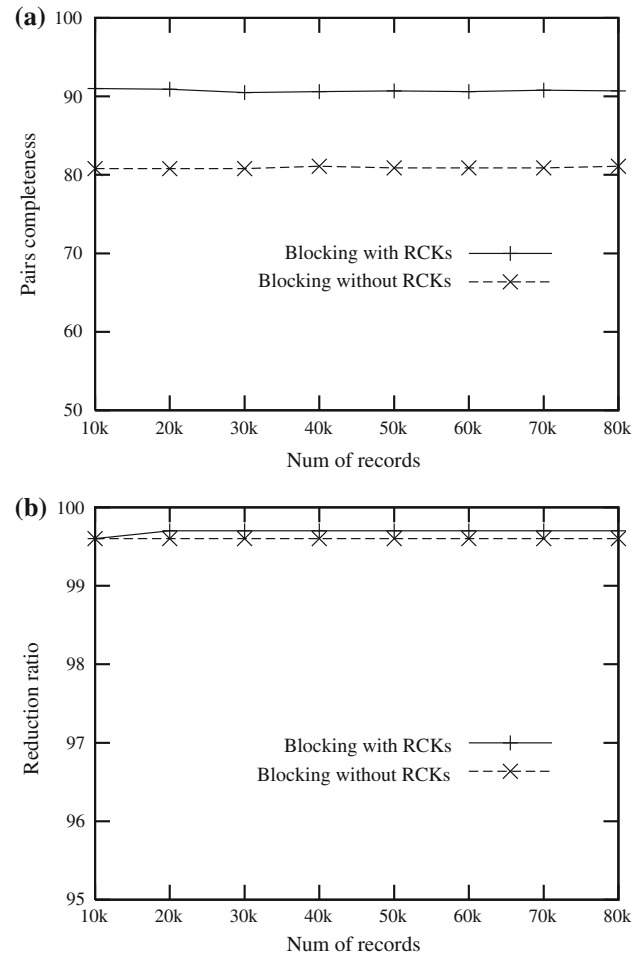 (a)
100
90
80
70
60
50
Pairs completeness
Blocking with RCKs
Blocking without RCKs
10k 20k 30k 40k 50k 60k 70k 80k
Num of records
(b)
100
99
98
97
96
95
Reduction ratio
Blocking with RCKs
Blocking without RCKs
10k 20k 30k 40k 50k 60k 70k 80k
Num of records